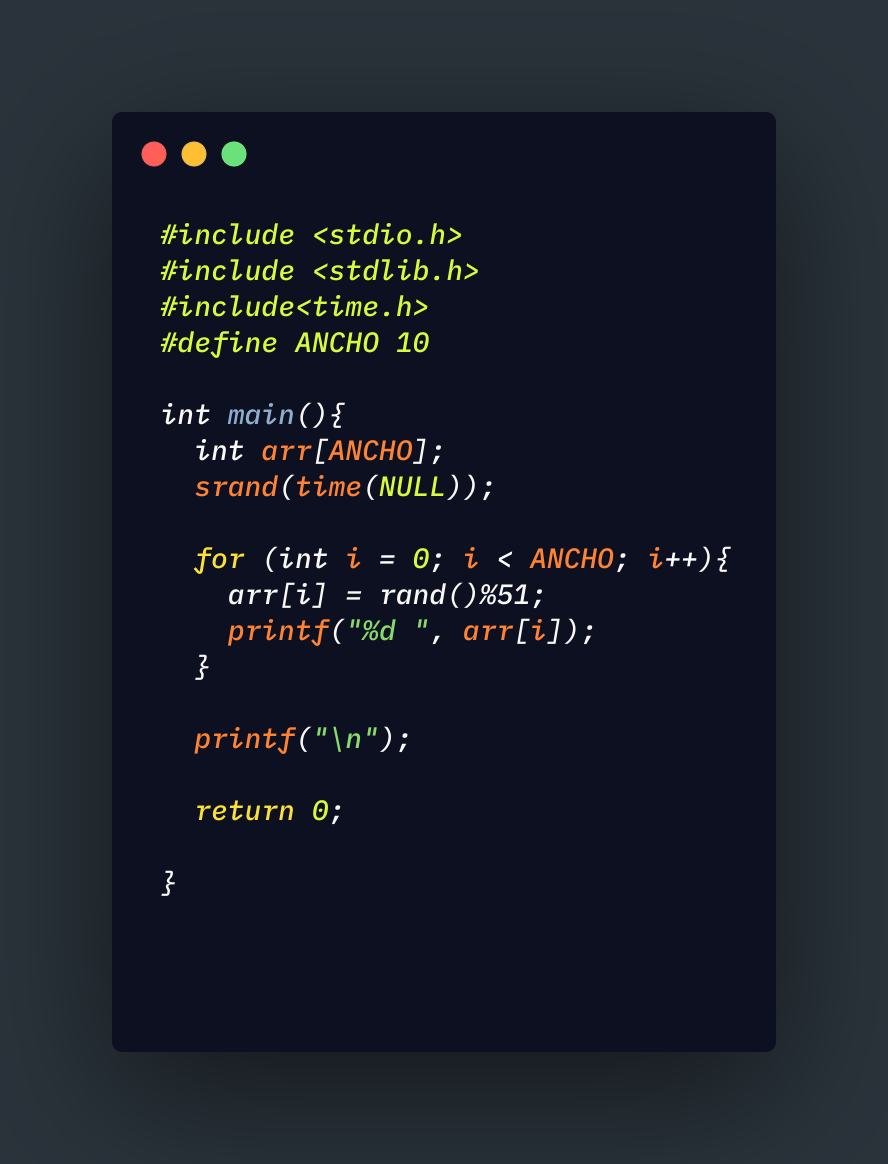 #include <stdio.h>
#include <stdlib.h>
#include<time.h>
#define ANCHO 10
int main(){
int arr[ANCHO];
srand(time(NULL));
for (int i = 0; i < ANCHO; i++){
arr[i] = rand()%51;
printf("%d ", arr[i]);
}
printf("\n");
return 0;
}